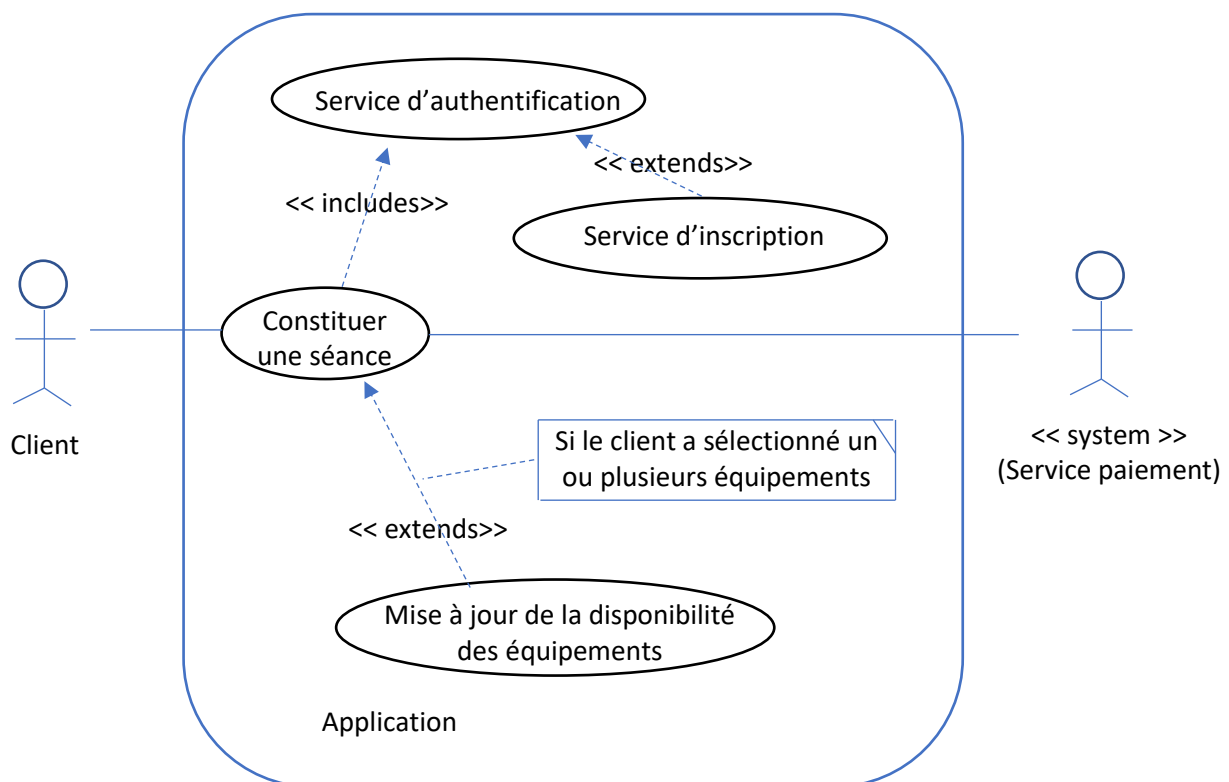 Service d’authentification
<< extends>>
<< includes>>
Service d’inscription
Constituer
une séance
Client
Si le client a sélectionné un
ou plusieurs équipements
<< system >>
(Service paiement)
<< extends>>
Mise à jour de la disponibilité
des équipements
Application